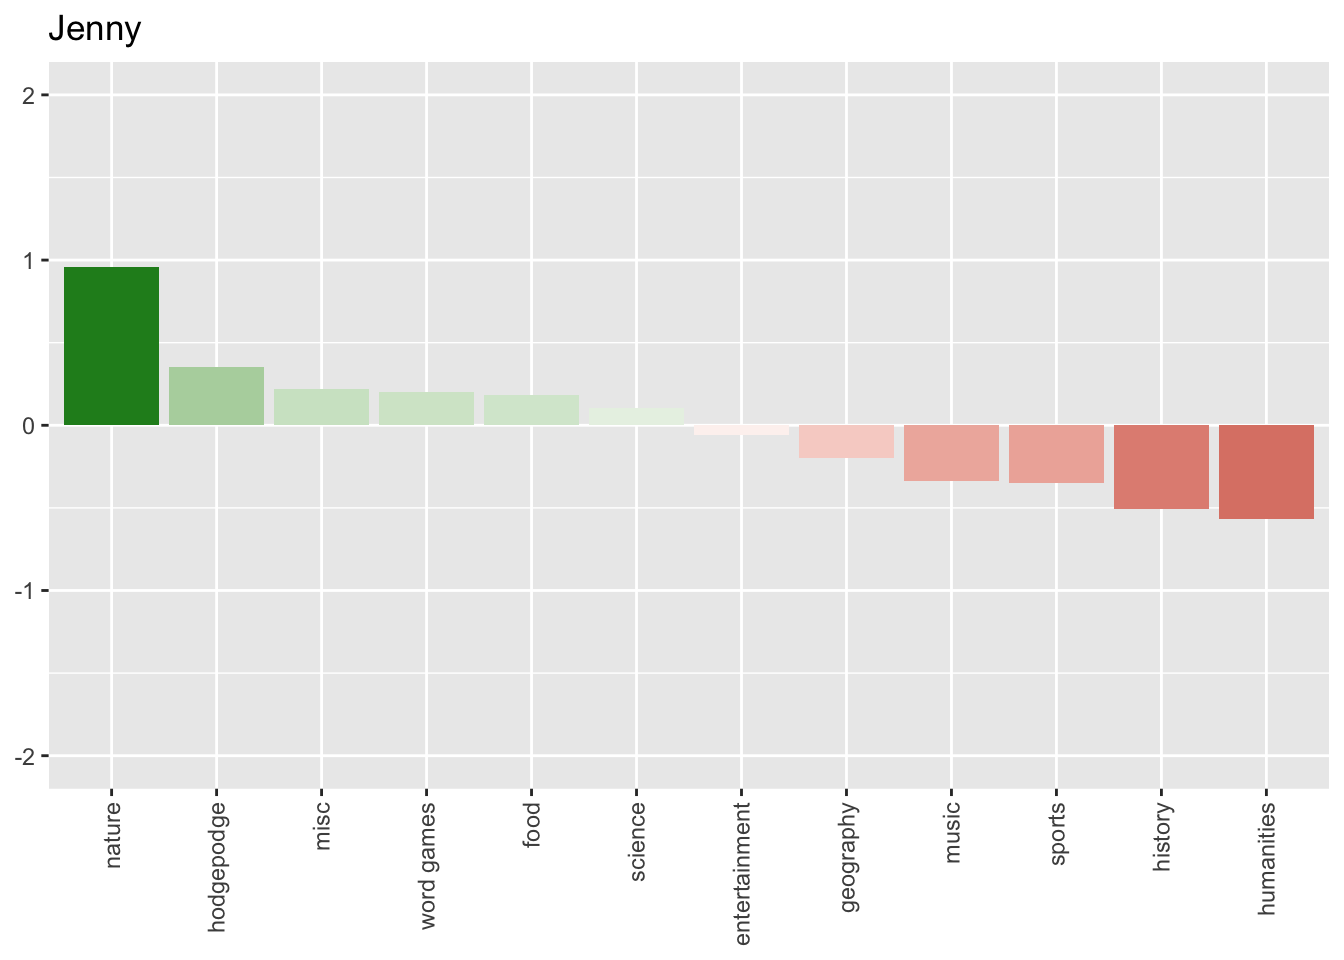 Jenny
2
1
0
-1
-2
nature
hodgepodge
misc
word games
food
science
entertainment
geography
music
sports
history
humanities